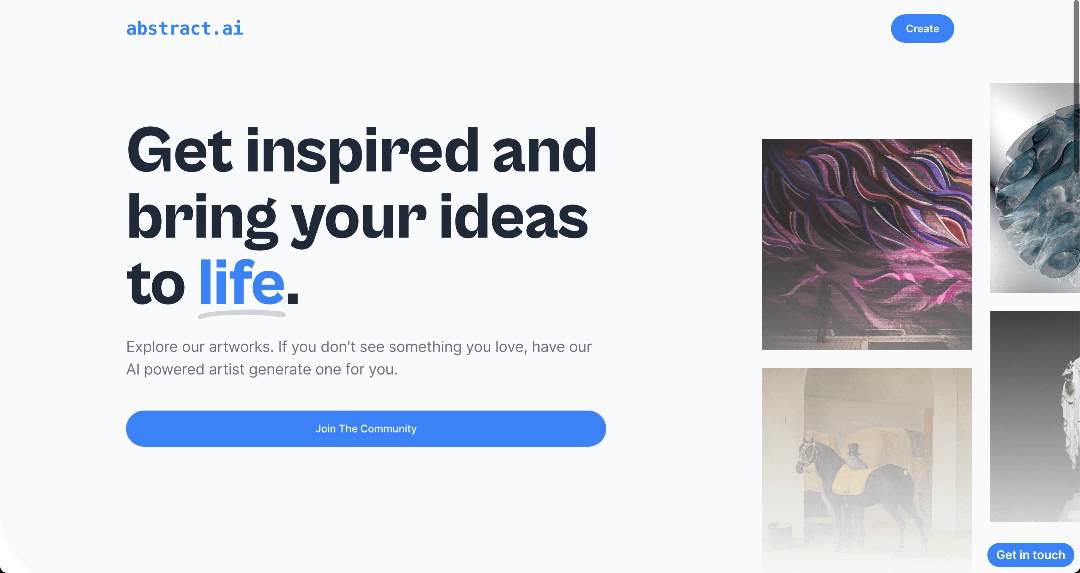 abstract.ai
Create
Get inspired and
bring your ideas
to life.
Explore our artworks. If you don't see something you love, have our
AI powered artist generate one for you.
Join The Community
Get in touch